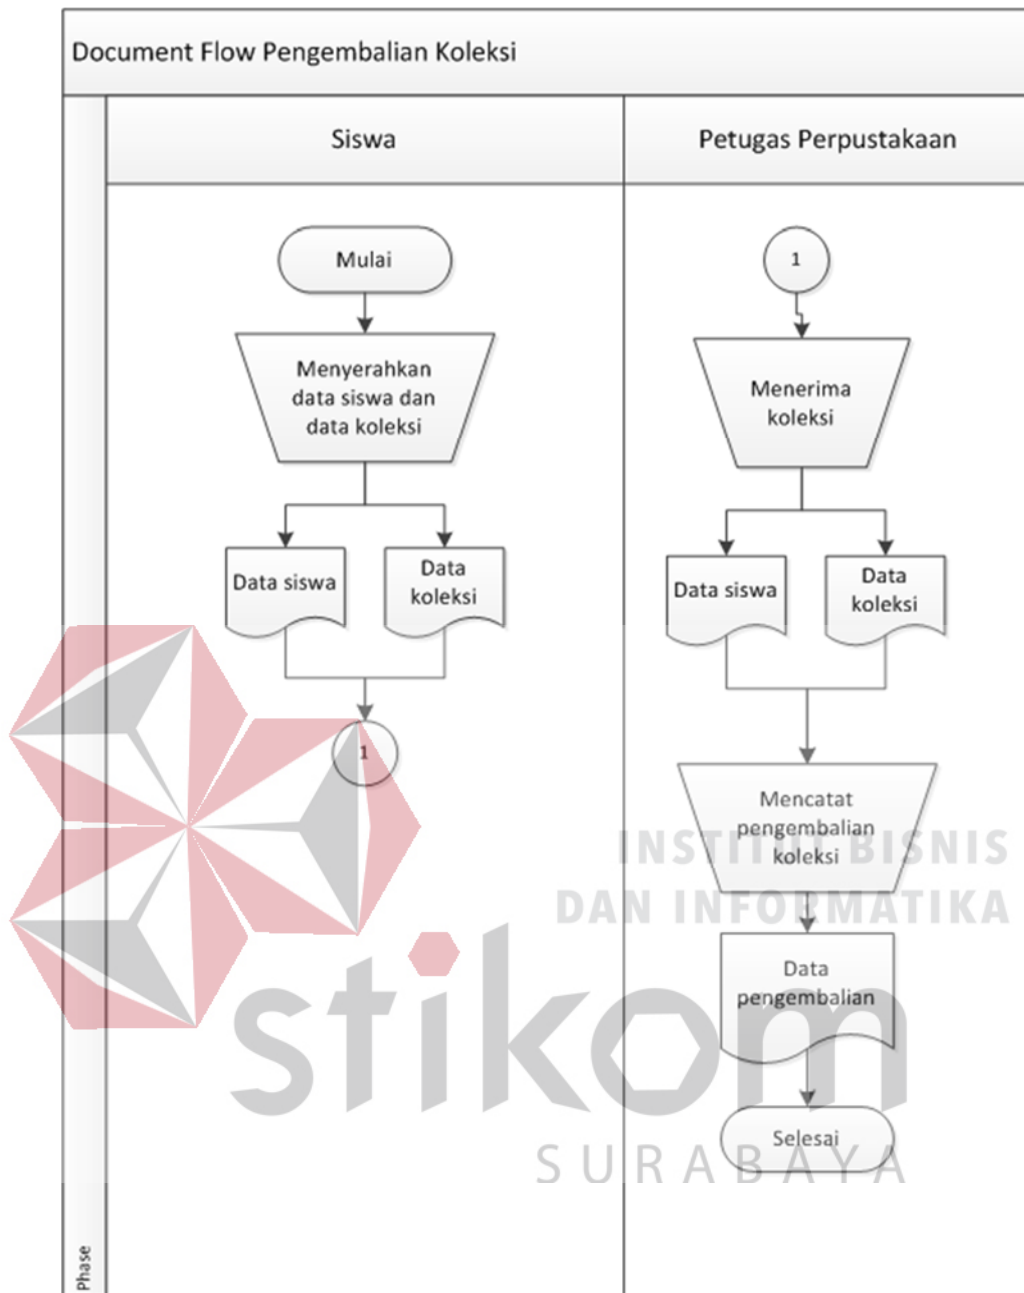 Document Flow Pengembalian Koleksi
Siswa
Petugas Perpustakaan
Mulai
Menyerahkan
data siswa dan
data koleksi
Data siswa
Data
koleksi
1
1
Menerima
koleksi
Data siswa
Data
koleksi
Mencatat
pengembalian
koleksi
Data
pengembalian
Selesai
Phase
INSTITUT BISNIS
DAN INFORMATIKA
stikom
SURABAYA